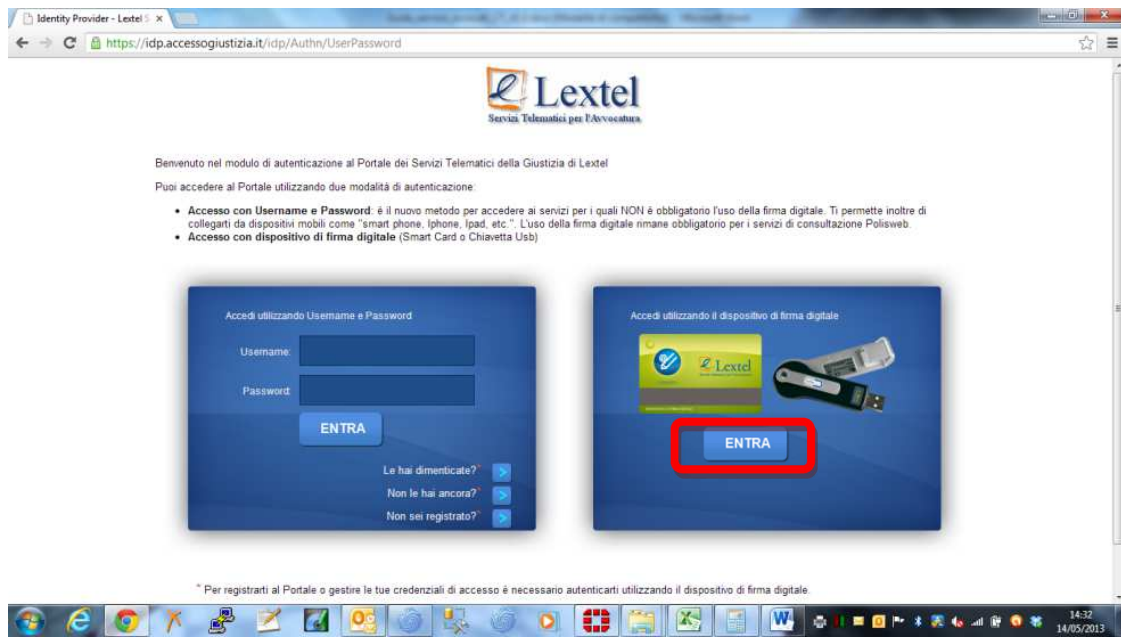 Identity Provider - Lextel S
https://idp.accessogiustizia.it/idp/Authn/UserPassword
Lextel
Servizi Telematici per l'Avvocatura
Benvenuto nel modulo di autenticazione al Portale dei Servizi Telematici della Giustizia di Lextel
Puoi accedere al Portale utilizzando due modalità di autenticazione:
• Accesso con Username e Password: è il nuovo metodo per accedere ai servizi per i quali NON è obbligatorio l'uso della firma digitale. Ti permette inoltre di
collegarti da dispositivi mobili come "smart phone, Iphone, Ipad, etc.". L'uso della firma digitale rimane obbligatorio per i servizi di consultazione Polisweb.
• Accesso con dispositivo di firma digitale (Smart Card o Chiavetta Usb)
Accedi utilizzando Username e Password
Username:
Password:
ENTRA
Le hai dimenticate?*
Non le hai ancora?*
Non sei registrato?*
Accedi utilizzando il dispositivo di firma digitale
Lextel
ENTRA
* Per registrarti al Portale o gestire le tue credenziali di accesso è necessario autenticarti utilizzando il dispositivo di firma digitale.
14:32
14/05/2013